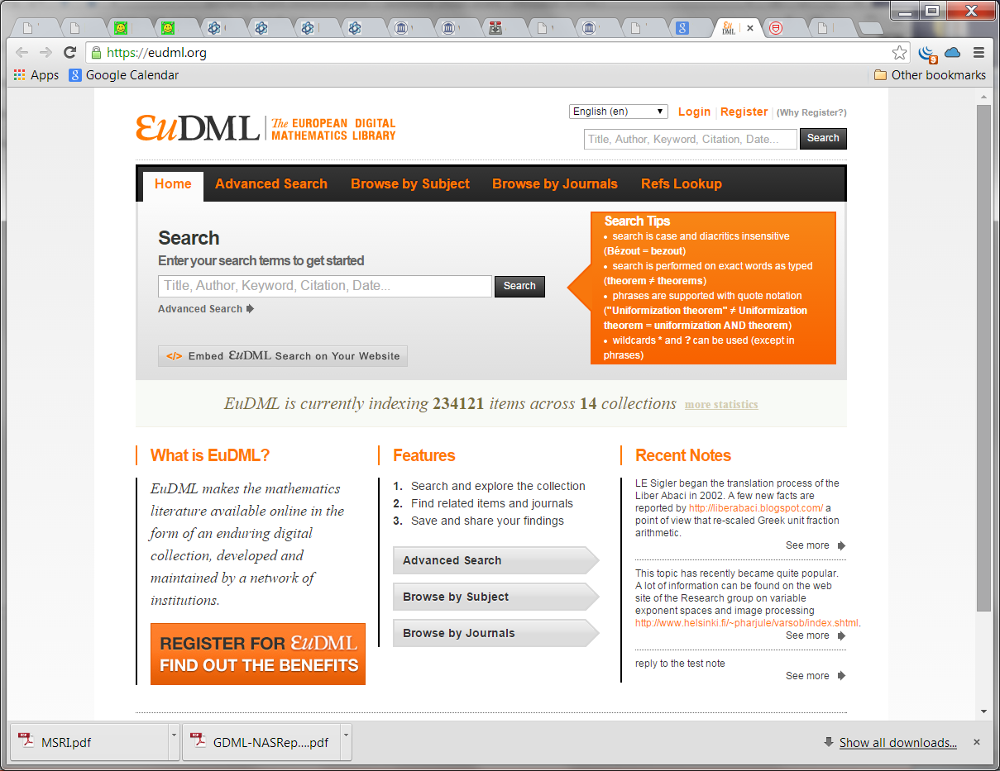 https://eudml.org
Apps Google Calendar Other bookmarks
English (en) Login Register (Why Register?)
EuDML The EUROPEAN DIGITAL
MATHEMATICS LIBRARY
Title, Author, Keyword, Citation, Date... Search
Home Advanced Search Browse by Subject Browse by Journals Refs Lookup
Search
Enter your search terms to get started
Title, Author, Keyword, Citation, Date... Search
Advanced Search
</> Embed EuDML Search on Your Website
Search Tips
• search is case and diacritics insensitive
(Bézout = bezout)
• search is performed on exact words as typed
(theorem ≠ theorems)
• phrases are supported with quote notation
("Uniformization theorem" ≠ Uniformization
theorem = uniformization AND theorem)
• wildcards * and ? can be used (except in
phrases)
EuDML is currently indexing 234121 items across 14 collections more statistics
What is EuDML?
EuDML makes the mathematics
literature available online in the
form of an enduring digital
collection, developed and
maintained by a network of
institutions.
REGISTER FOR EuDML
FIND OUT THE BENEFITS
Features
1. Search and explore the collection
2. Find related items and journals
3. Save and share your findings
Advanced Search
Browse by Subject
Browse by Journals
Recent Notes
LE Sigler began the translation process of the
Liber Abaci in 2002. A few new facts are
reported by http://liberabaci.blogspot.com/ a
point of view that re-scaled Greek unit fraction
arithmetic.
See more
This topic has recently became quite popular.
A lot of information can be found on the web
site of the Research group on variable
exponent spaces and image processing
http://www.helsinki.fi/~pharjule/varsob/index.shtml.
See more
reply to the test note
See more
MSRI.pdf GDML-NASRep....pdf Show all downloads...